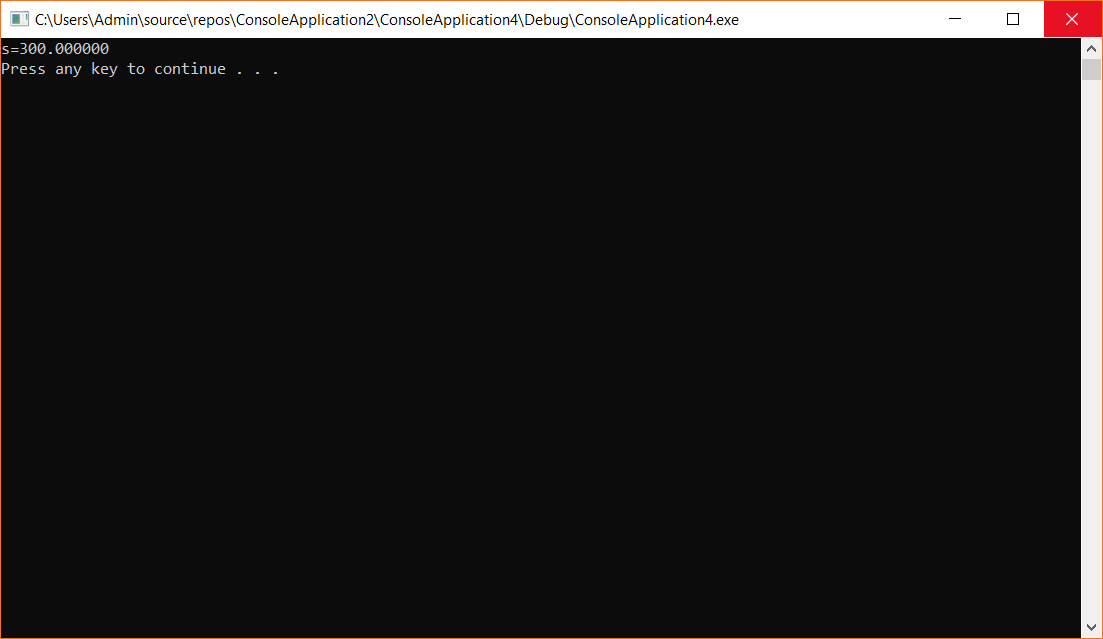 C:\Users\Admin\source\repos\ConsoleApplication2\ConsoleApplication4\Debug\ConsoleApplication4.exe
s=300.000000
Press any key to continue . . .